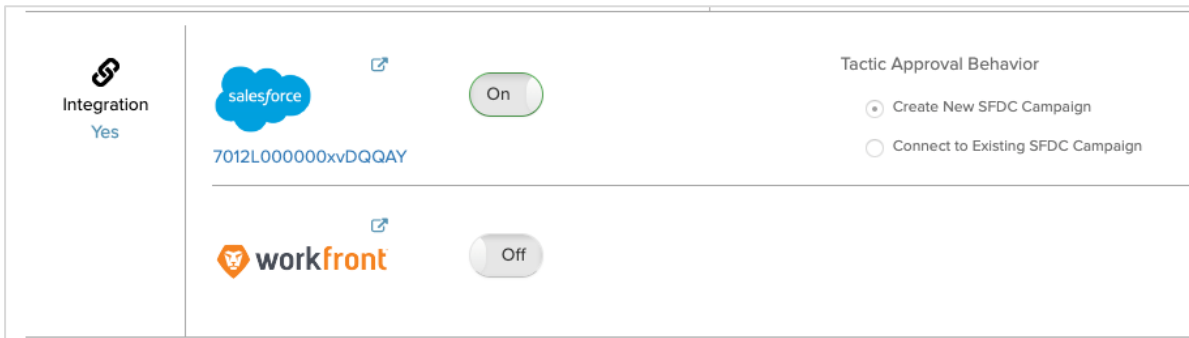 Integration
Yes
salesforce
7012L000000xvDQQAY
On
Tactic Approval Behavior
Create New SFDC Campaign
Connect to Existing SFDC Campaign
workfront
Off